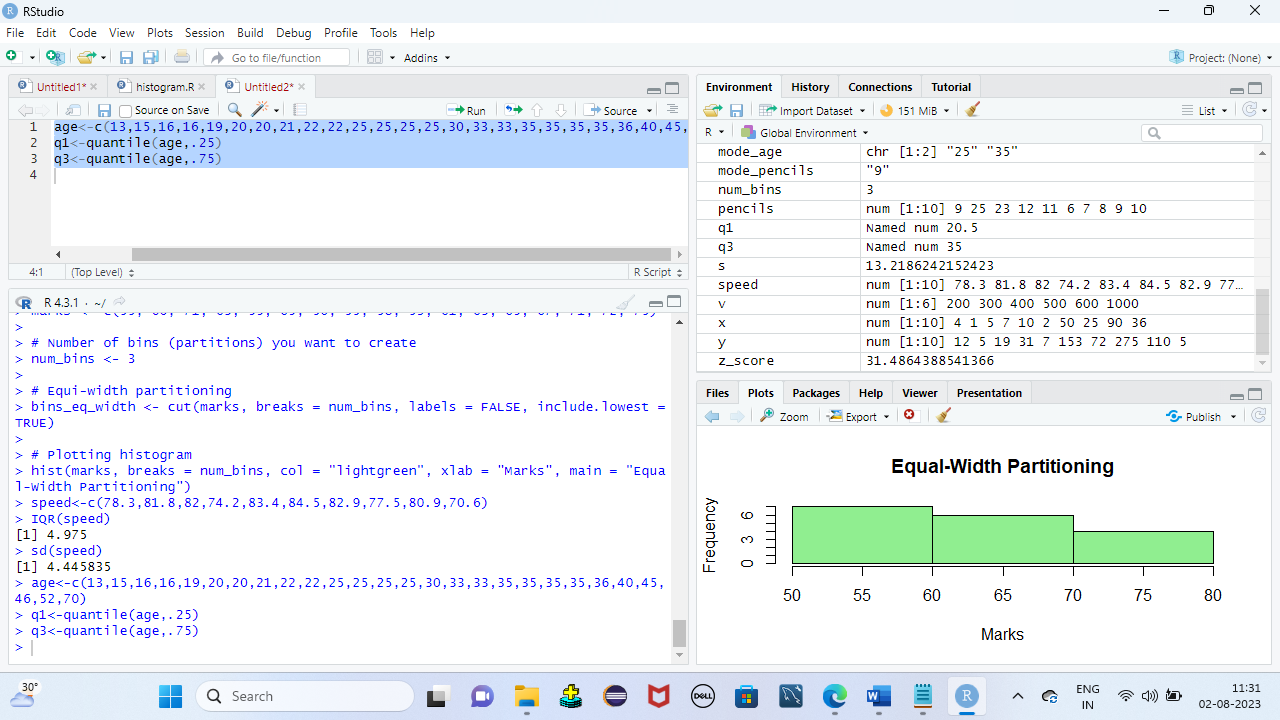 RStudio
File Edit Code View Plots Session Build Debug Profile Tools Help
Go to file/function Addins Project: (None)
Untitled1* histogram.R Untitled2*
Source on Save Run Source
1 age<-c(13,15,16,16,19,20,20,21,22,22,25,25,25,25,30,33,33,35,35,35,35,36,40,45,
2 q1<-quantile(age,.25)
3 q3<-quantile(age,.75)
4
4:1 (Top Level) R Script
R 4.3.1 . ~/
>
> # Number of bins (partitions) you want to create
> num_bins <- 3
>
> # Equi-width partitioning
> bins_eq_width <- cut(marks, breaks = num_bins, labels = FALSE, include.lowest =
TRUE)
>
> # Plotting histogram
> hist(marks, breaks = num_bins, col = "lightgreen", xlab = "Marks", main = "Equa
l-width Partitioning")
> speed<-c(78.3,81.8,82,74.2,83.4,84.5,82.9,77.5,80.9,70.6)
> IQR(speed)
[1] 4.975
> sd(speed)
[1] 4.445835
> age<-c(13,15,16,16,19,20,20,21,22,22,25,25,25,25,30,33,33,35,35,35,35,36,40,45,
46,52,70)
> q1<-quantile(age,.25)
> q3<-quantile(age,.75)
>
Environment History Connections Tutorial
Import Dataset 151 MiB List
R Global Environment
mode_age chr [1:2] "25" "35"
mode_pencils "9"
num_bins 3
pencils num [1:10] 9 25 23 12 11 6 7 8 9 10
q1 Named num 20.5
q3 Named num 35
s 13.2186242152423
speed num [1:10] 78.3 81.8 82 74.2 83.4 84.5 82.9 77...
v num [1:6] 200 300 400 500 600 1000
x num [1:10] 4 1 5 7 10 2 50 25 90 36
y num [1:10] 12 5 19 31 7 153 72 275 110 5
z_score 31.4864388541366
Files Plots Packages Help Viewer Presentation
Zoom Export Publish
Equal-Width Partitioning
Frequency
0 3 6
50 55 60 65 70 75 80
Marks
30°
Search
DELL
ENG
IN
11:31
02-08-2023